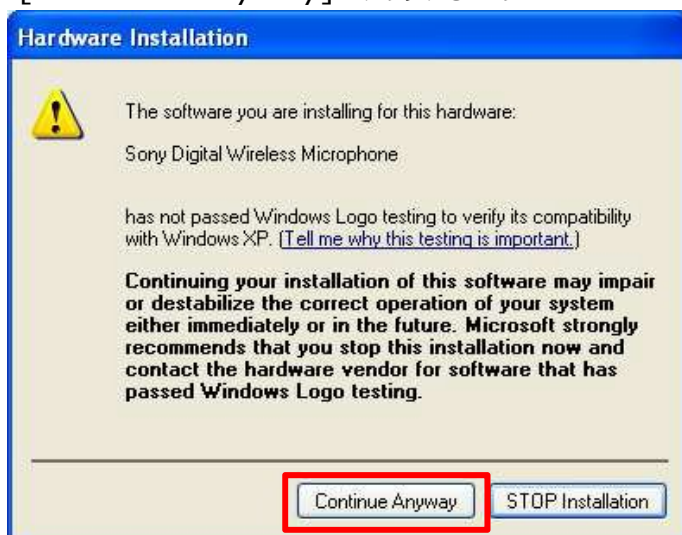 Hardware Installation
The software you are installing for this hardware:
Sony Digital Wireless Microphone
has not passed Windows Logo testing to verify its compatibility
with Windows XP. (Tell me why this testing is important.)
Continuing your installation of this software may impair
or destabilize the correct operation of your system
either immediately or in the future. Microsoft strongly
recommends that you stop this installation now and
contact the hardware vendor for software that has
passed Windows Logo testing.
Continue Anyway
STOP Installation